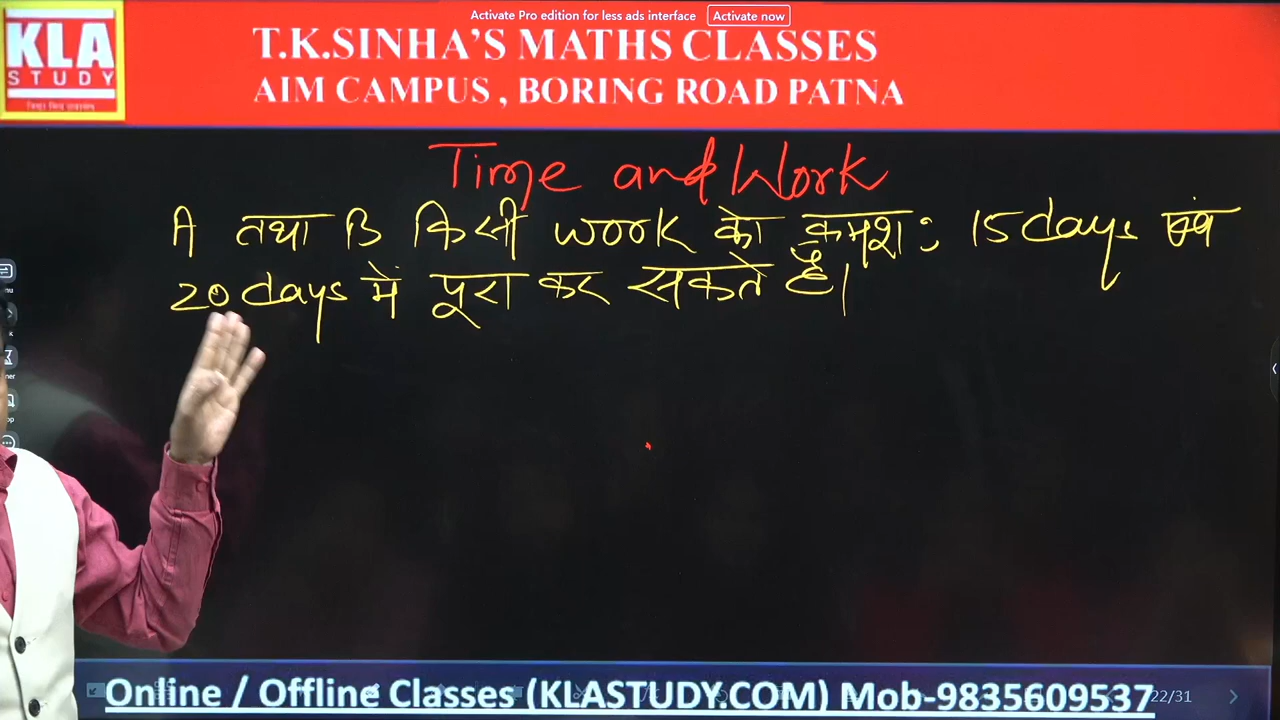 Activate Pro edition for less ads interface Activate now
KLA
STUDY
T.K.SINHA'S MATHS CLASSES
AIM CAMPUS , BORING ROAD PATNA
Time and Work
A तथा B किसी work को क्रमश: 15 days एवं
20 days में पूरा कर सकते हैं।
Online / Offline Classes (KLASTUDY.COM) Mob-9835609537
22/31